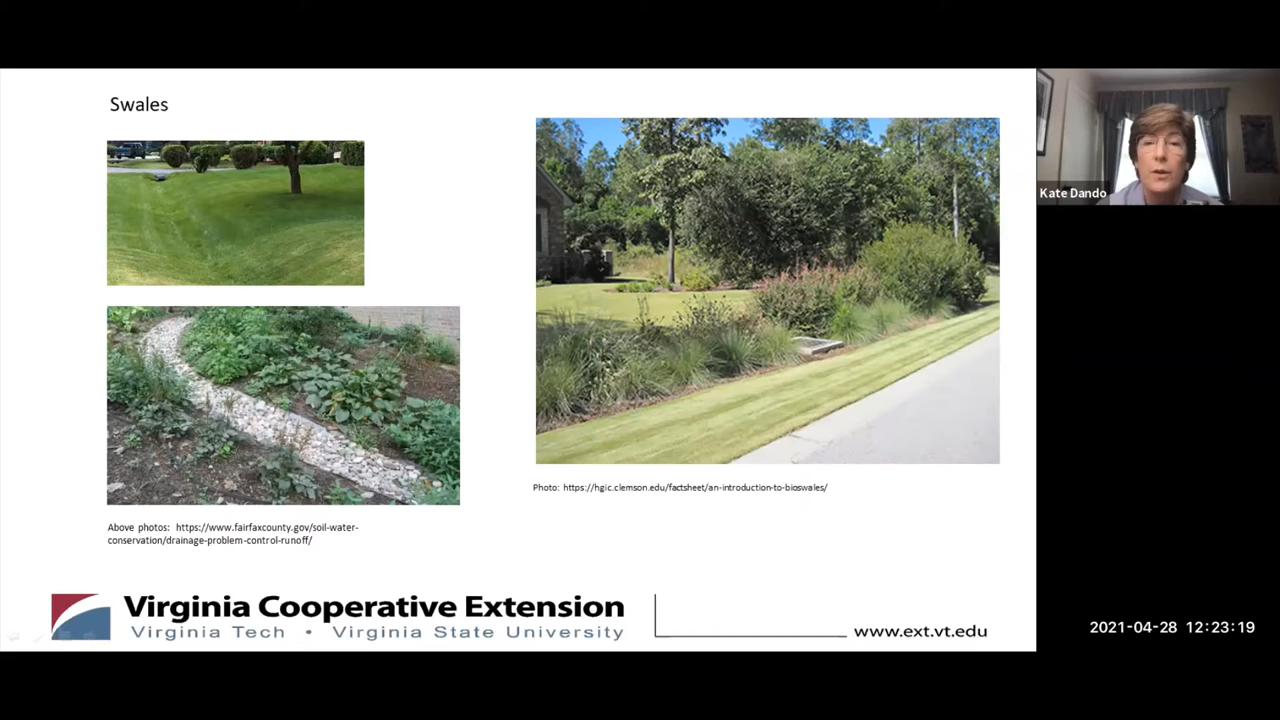 Swales
Kate Dando
Photo: https://hgic.clemson.edu/factsheet/an-introduction-to-bioswales/
Above photos: https://www.fairfaxcounty.gov/soil-water-
conservation/drainage-problem-control-runoff/
Virginia Cooperative Extension
Virginia Tech • Virginia State University
www.ext.vt.edu
2021-04-28 12:23:19